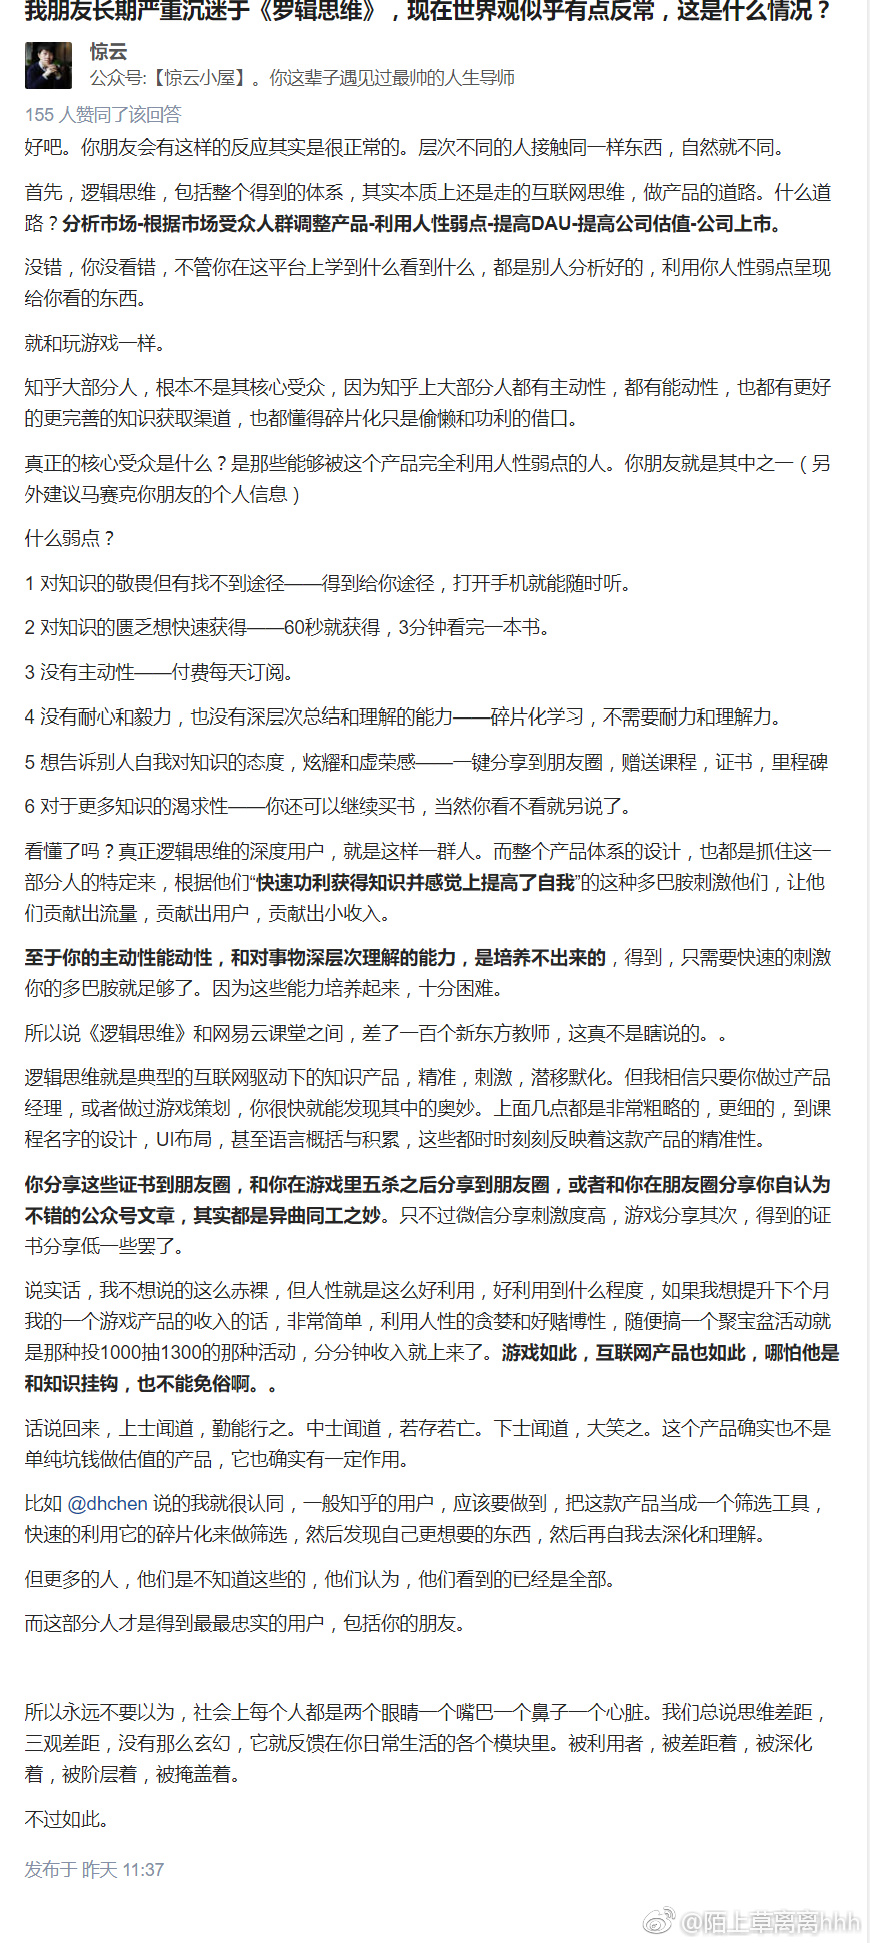 我朋友长期严重沉迷于《罗辑思维》，现在世界观似乎有点反常，这是什么情况？
惊云
公众号:【惊云小屋】。你这辈子遇见过最帅的人生导师
155 人赞同了该回答
好吧。你朋友会有这样的反应其实是很正常的。层次不同的人接触同一样东西，自然就不同。
首先，逻辑思维，包括整个得到的体系，其实本质上还是走的互联网思维，做产品的道路。什么道
路？分析市场-根据市场受众人群调整产品-利用人性弱点-提高DAU-提高公司估值-公司上市。
没错，你没看错，不管你在这平台上学到什么看到什么，都是别人分析好的，利用你人性弱点呈现
给你看的东西。
就和玩游戏一样。
知乎大部分人，根本不是其核心受众，因为知乎上大部分人都有主动性，都有能动性，也都有更好
的更完善的知识获取渠道，也都懂得碎片化只是偷懒和功利的借口。
真正的核心受众是什么？是那些能够被这个产品完全利用人性弱点的人。你朋友就是其中之一（另
外建议马赛克你朋友的个人信息）
什么弱点？
1 对知识的敬畏但有找不到途径——得到给你途径，打开手机就能随时听。
2 对知识的匮乏想快速获得——60秒就获得，3分钟看完一本书。
3 没有主动性——付费每天订阅。
4 没有耐心和毅力，也没有深层次总结和理解的能力——碎片化学习，不需要耐力和理解力。
5 想告诉别人自我对知识的态度，炫耀和虚荣感——一键分享到朋友圈，赠送课程，证书，里程碑
6 对于更多知识的渴求性——你还可以继续买书，当然你看不看就另说了。
看懂了吗？真正逻辑思维的深度用户，就是这样一群人。而整个产品体系的设计，也都是抓住这一
部分人的特定来，根据他们“快速功利获得知识并感觉上提高了自我”的这种多巴胺刺激他们，让他
们贡献出流量，贡献出用户，贡献出小收入。
至于你的主动性能动性，和对事物深层次理解的能力，是培养不出来的，得到，只需要快速的刺激
你的多巴胺就足够了。因为这些能力培养起来，十分困难。
所以说《逻辑思维》和网易云课堂之间，差了一百个新东方教师，这真不是瞎说的。。
逻辑思维就是典型的互联网驱动下的知识产品，精准，刺激，潜移默化。但我相信只要你做过产品
经理，或者做过游戏策划，你很快就能发现其中的奥妙。上面几点都是非常粗略的，更细的，到课
程名字的设计，UI布局，甚至语言概括与积累，这些都时时刻刻反映着这款产品的精准性。
你分享这些证书到朋友圈，和你在游戏里五杀之后分享到朋友圈，或者和你在朋友圈分享你自认为
不错的公众号文章，其实都是异曲同工之妙。只不过微信分享刺激度高，游戏分享其次，得到的证
书分享低一些罢了。
说实话，我不想说的这么赤裸，但人性就是这么好利用，好利用到什么程度，如果我想提升下个月
我的一个游戏产品的收入的话，非常简单，利用人性的贪婪和好赌博性，随便搞一个聚宝盆活动就
是那种投1000抽1300的那种活动，分分钟收入就上来了。游戏如此，互联网产品也如此，哪怕他是
和知识挂钩，也不能免俗啊。。
话说回来，上士闻道，勤能行之。中士闻道，若存若亡。下士闻道，大笑之。这个产品确实也不是
单纯坑钱做估值的产品，它也确实有一定作用。
比如 @dhchen 说的我就很认同，一般知乎的用户，应该要做到，把这款产品当成一个筛选工具，
快速的利用它的碎片化来做筛选，然后发现自己更想要的东西，然后再自我去深化和理解。
但更多的人，他们是不知道这些的，他们认为，他们看到的已经是全部。
而这部分人才是得到最最忠实的用户，包括你的朋友。
所以永远不要以为，社会上每个人都是两个眼睛一个嘴巴一个鼻子一个心脏。我们总说思维差距，
三观差距，没有那么玄幻，它就反馈在你日常生活的各个模块里。被利用者，被差距着，被深化
着，被阶层着，被掩盖着。
不过如此。
发布于 昨天 11:37
@陌上草离离hhh